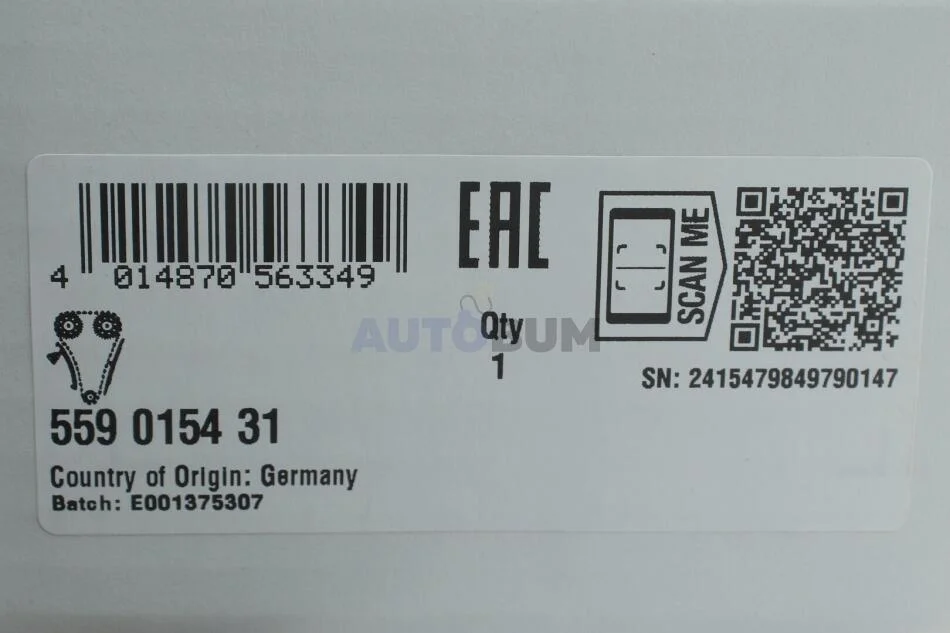 4 014870 563349
EAC
SCAN ME
AUTODUM
Qty
1
SN: 2415479849790147
559 0154 31
Country of Origin: Germany
Batch: E001375307